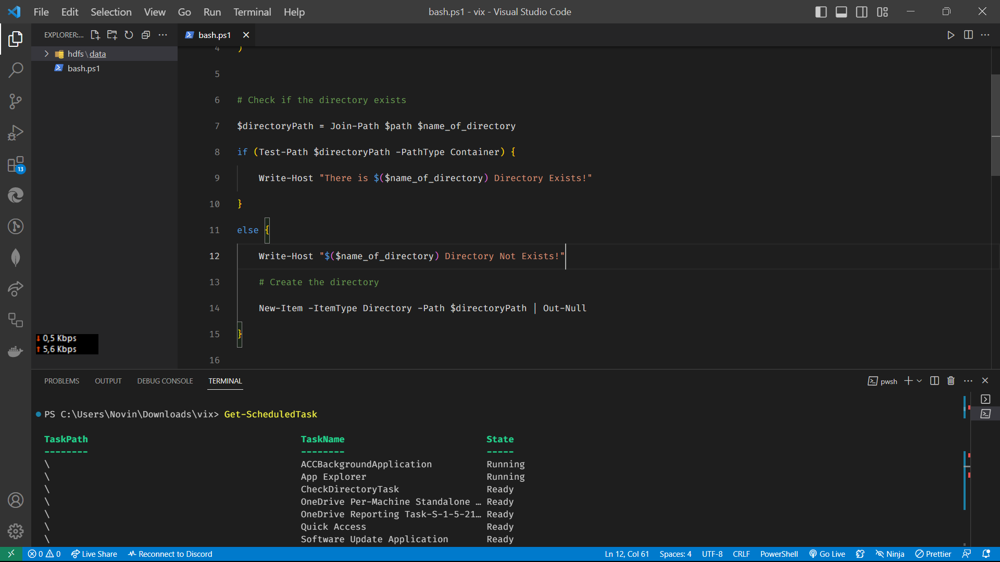 File Edit Selection View Go Run Terminal Help
bash.ps1 - vix - Visual Studio Code
EXPLORER:...
hdfs\data
bash.ps1
13
0,5 Kbps
5,6 Kbps
bash.ps1
4 )
5
6 # Check if the directory exists
7 $directoryPath = Join-Path $path $name_of_directory
8 if (Test-Path $directoryPath -PathType Container) {
9 Write-Host "There is $($name_of_directory) Directory Exists!"
10 }
11 else {
12 Write-Host "$($name_of_directory) Directory Not Exists!"
13 # Create the directory
14 New-Item -ItemType Directory -Path $directoryPath | Out-Null
15 }
16
PROBLEMS OUTPUT DEBUG CONSOLE TERMINAL
pwsh
PS C:\Users\Novin\Downloads\vix> Get-ScheduledTask
TaskPath TaskName State
-------- -------- -----
\ ACCBackgroundApplication Running
\ App Explorer Running
\ CheckDirectoryTask Ready
\ OneDrive Per-Machine Standalone … Ready
\ OneDrive Reporting Task-S-1-5-21… Ready
\ Quick Access Ready
\ Software Update Application Ready
0 0 Live Share Reconnect to Discord
Ln 12, Col 61 Spaces: 4 UTF-8 CRLF PowerShell Go Live Ninja Prettier